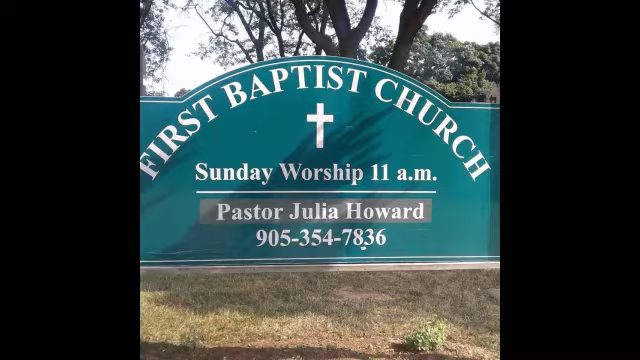 FIRST BAPTIST CHURCH
Sunday Worship 11 a.m.
Pastor Julia Howard
905-354-7836